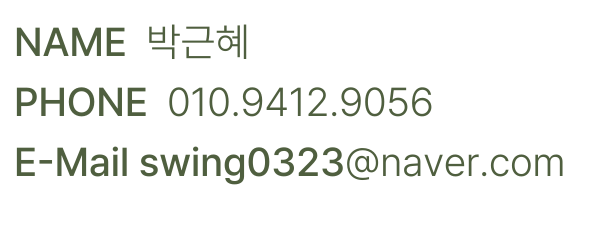 NAME 박근혜
PHONE 010.9412.9056
E-Mail swing0323@naver.com